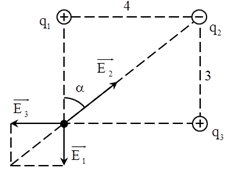 4
q₁ +
− q₂
E₂
α
3
E₃
+ q₃
E₁